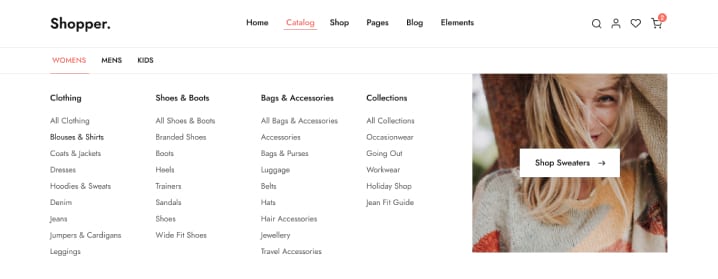 Shopper.
Home Catalog Shop Pages Blog Elements
2
WOMENS MENS KIDS
Clothing
All Clothing
Blouses & Shirts
Coats & Jackets
Dresses
Hoodies & Sweats
Denim
Jeans
Jumpers & Cardigans
Leggings
Shoes & Boots
All Shoes & Boots
Branded Shoes
Boots
Heels
Trainers
Sandals
Shoes
Wide Fit Shoes
Bags & Accessories
All Bags & Accessories
Accessories
Bags & Purses
Luggage
Belts
Hats
Hair Accessories
Jewellery
Travel Accessories
Collections
All Collections
Occasionwear
Going Out
Workwear
Holiday Shop
Jean Fit Guide
Shop Sweaters →